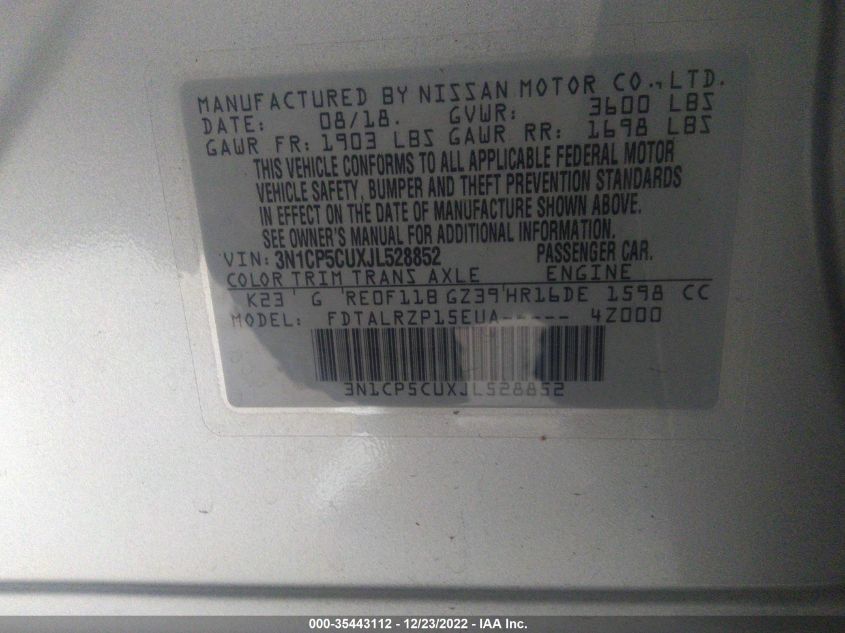 MANUFACTURED BY NISSAN MOTOR CO., LTD.
DATE: 08/18. GVWR: 3600 LBS
GAWR FR: 1903 LBS GAWR RR: 1698 LBS
THIS VEHICLE CONFORMS TO ALL APPLICABLE FEDERAL MOTOR
VEHICLE SAFETY, BUMPER AND THEFT PREVENTION STANDARDS
IN EFFECT ON THE DATE OF MANUFACTURE SHOWN ABOVE.
SEE OWNER'S MANUAL FOR ADDITIONAL INFORMATION.
VIN: 3N1CP5CUXJL528852 PASSENGER CAR.
COLOR TRIM TRANS AXLE ENGINE
K23 G RE0F11B GZ39 HR16DE 1598 CC
MODEL: FDTALRZP15EUA----- 4Z000
3N1CP5CUXJL528852
000-35443112 - 12/23/2022 - IAA Inc.